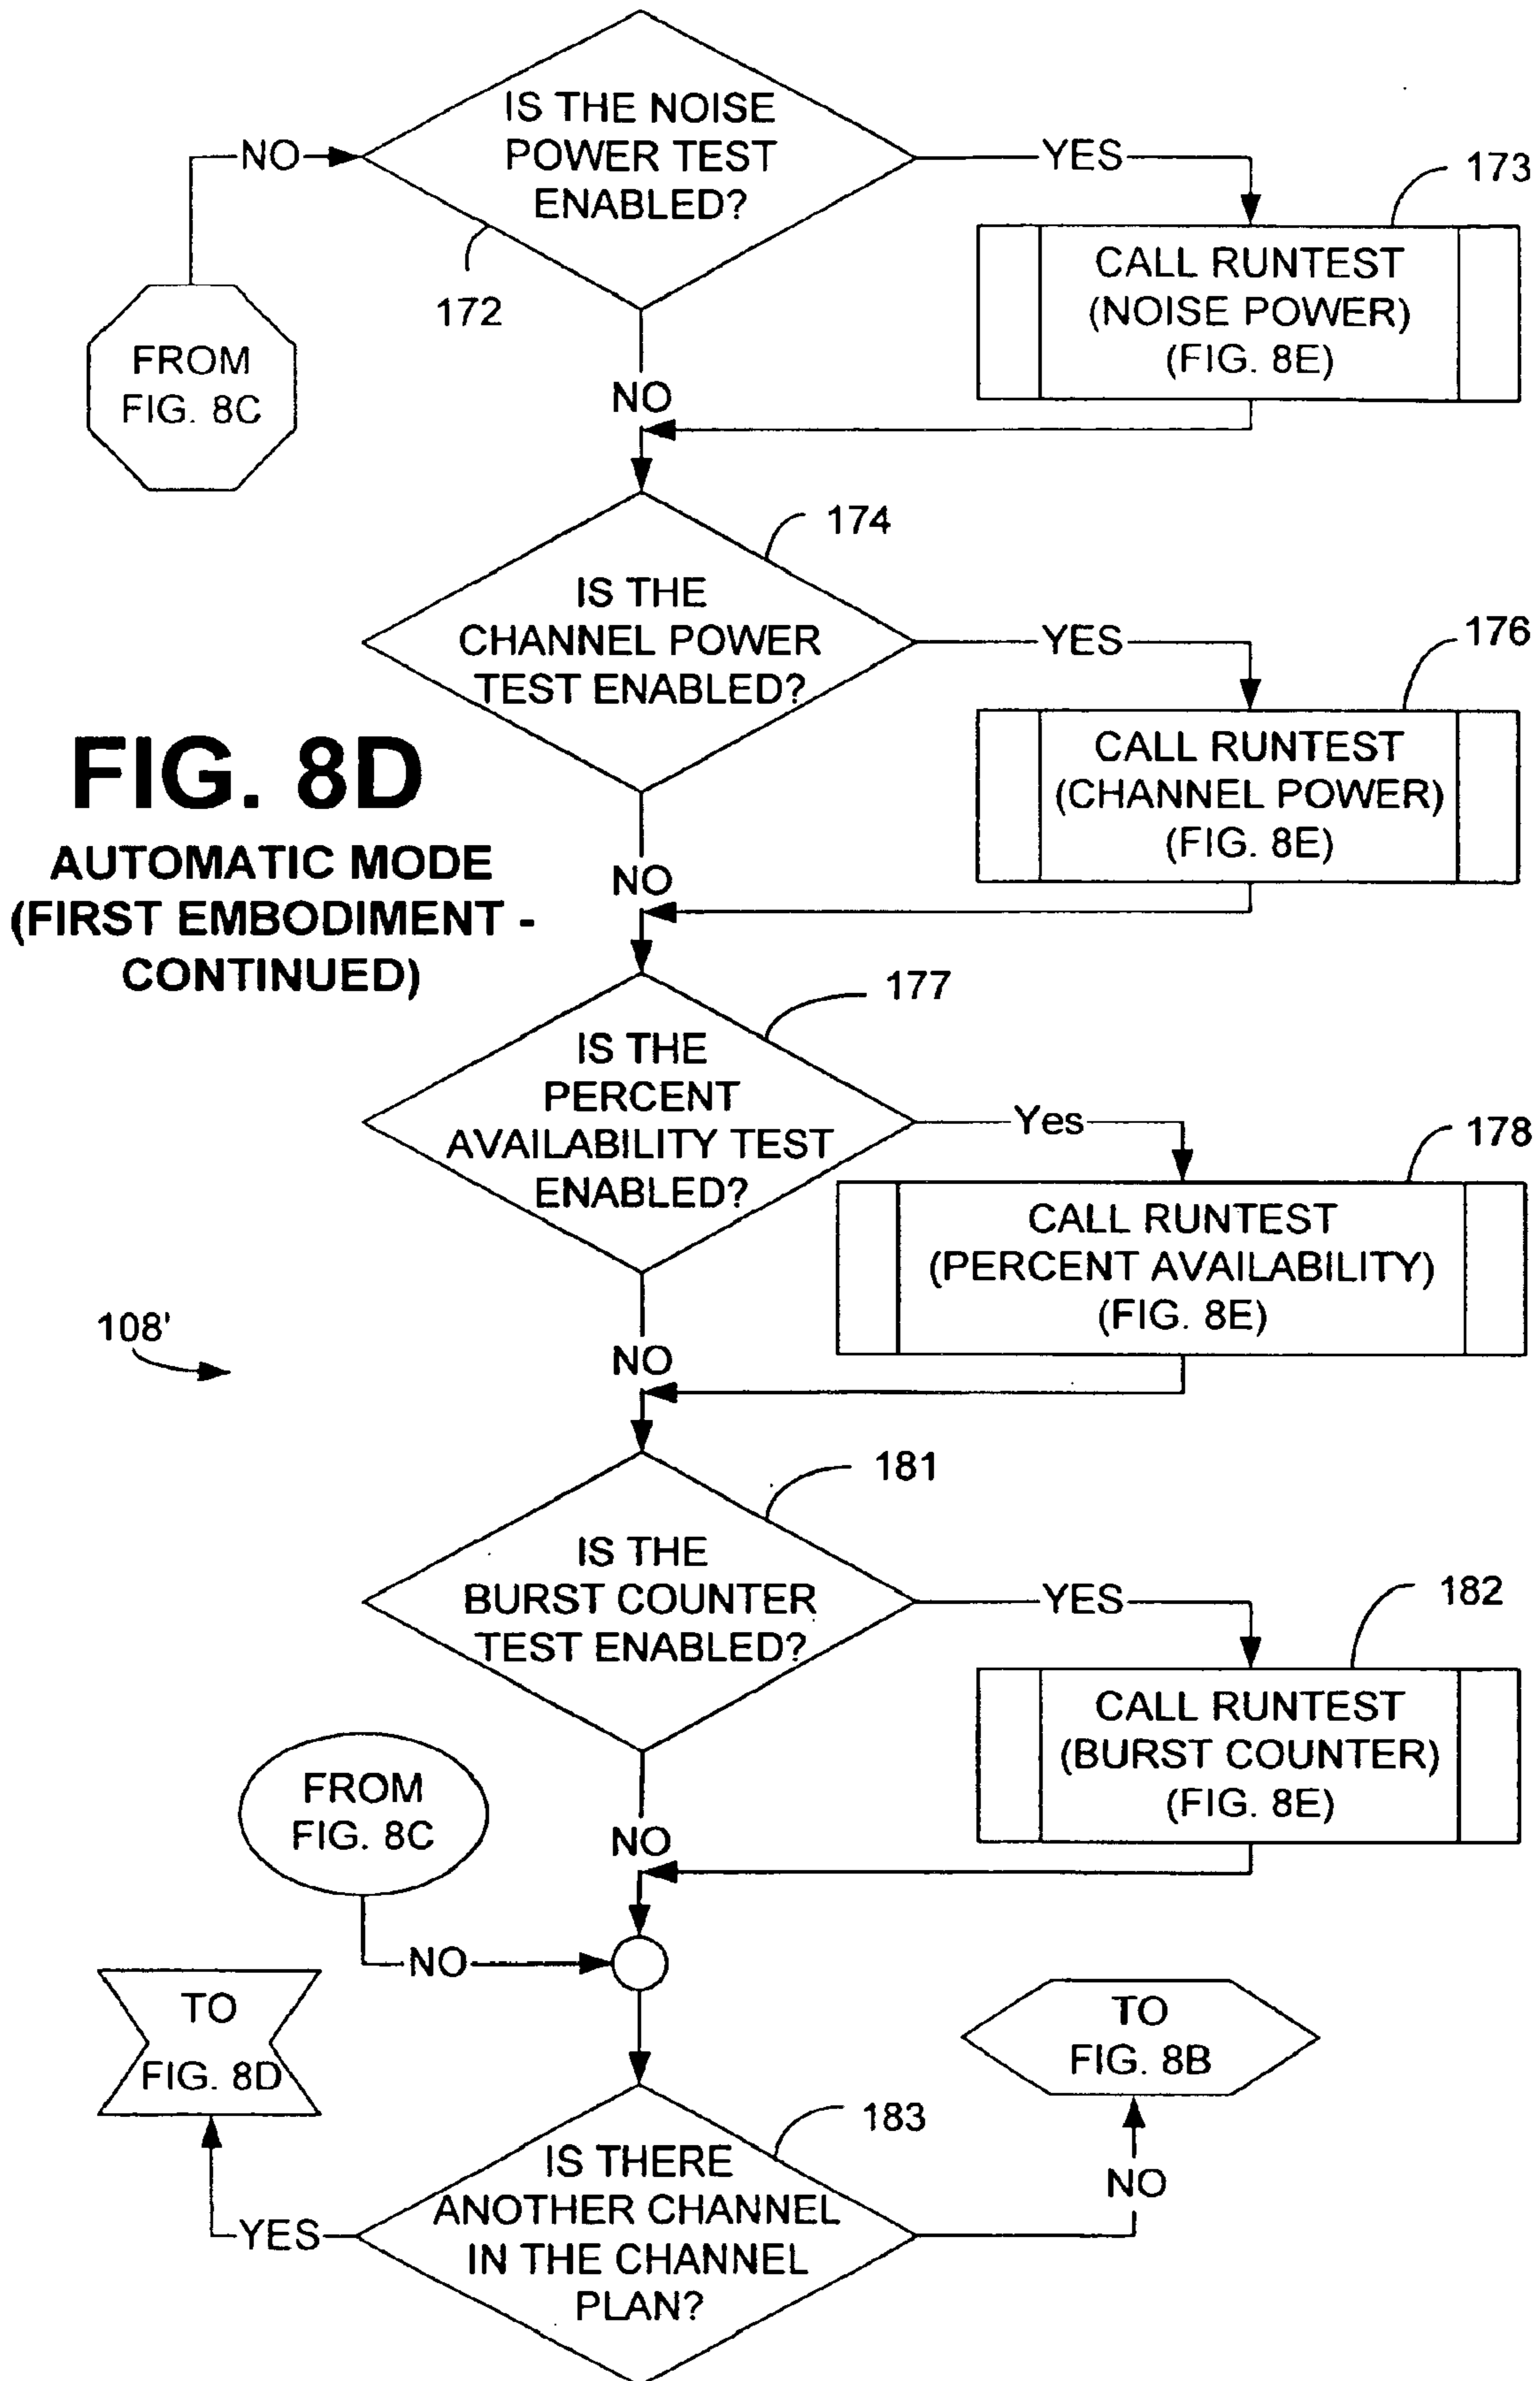 IS THE NOISE
POWER TEST
ENABLED?
NO
YES
173
172
CALL RUNTEST
(NOISE POWER)
(FIG. 8E)
FROM
FIG. 8C
NO
174
IS THE
CHANNEL POWER
TEST ENABLED?
YES
176
CALL RUNTEST
(CHANNEL POWER)
(FIG. 8E)
FIG. 8D
AUTOMATIC MODE
(FIRST EMBODIMENT -
CONTINUED)
NO
177
IS THE
PERCENT
AVAILABILITY TEST
ENABLED?
Yes
178
CALL RUNTEST
(PERCENT AVAILABILITY)
(FIG. 8E)
108'
NO
181
IS THE
BURST COUNTER
TEST ENABLED?
YES
182
CALL RUNTEST
(BURST COUNTER)
(FIG. 8E)
FROM
FIG. 8C
NO
NO
TO
FIG. 8D
TO
FIG. 8B
183
IS THERE
ANOTHER CHANNEL
IN THE CHANNEL
PLAN?
YES
NO